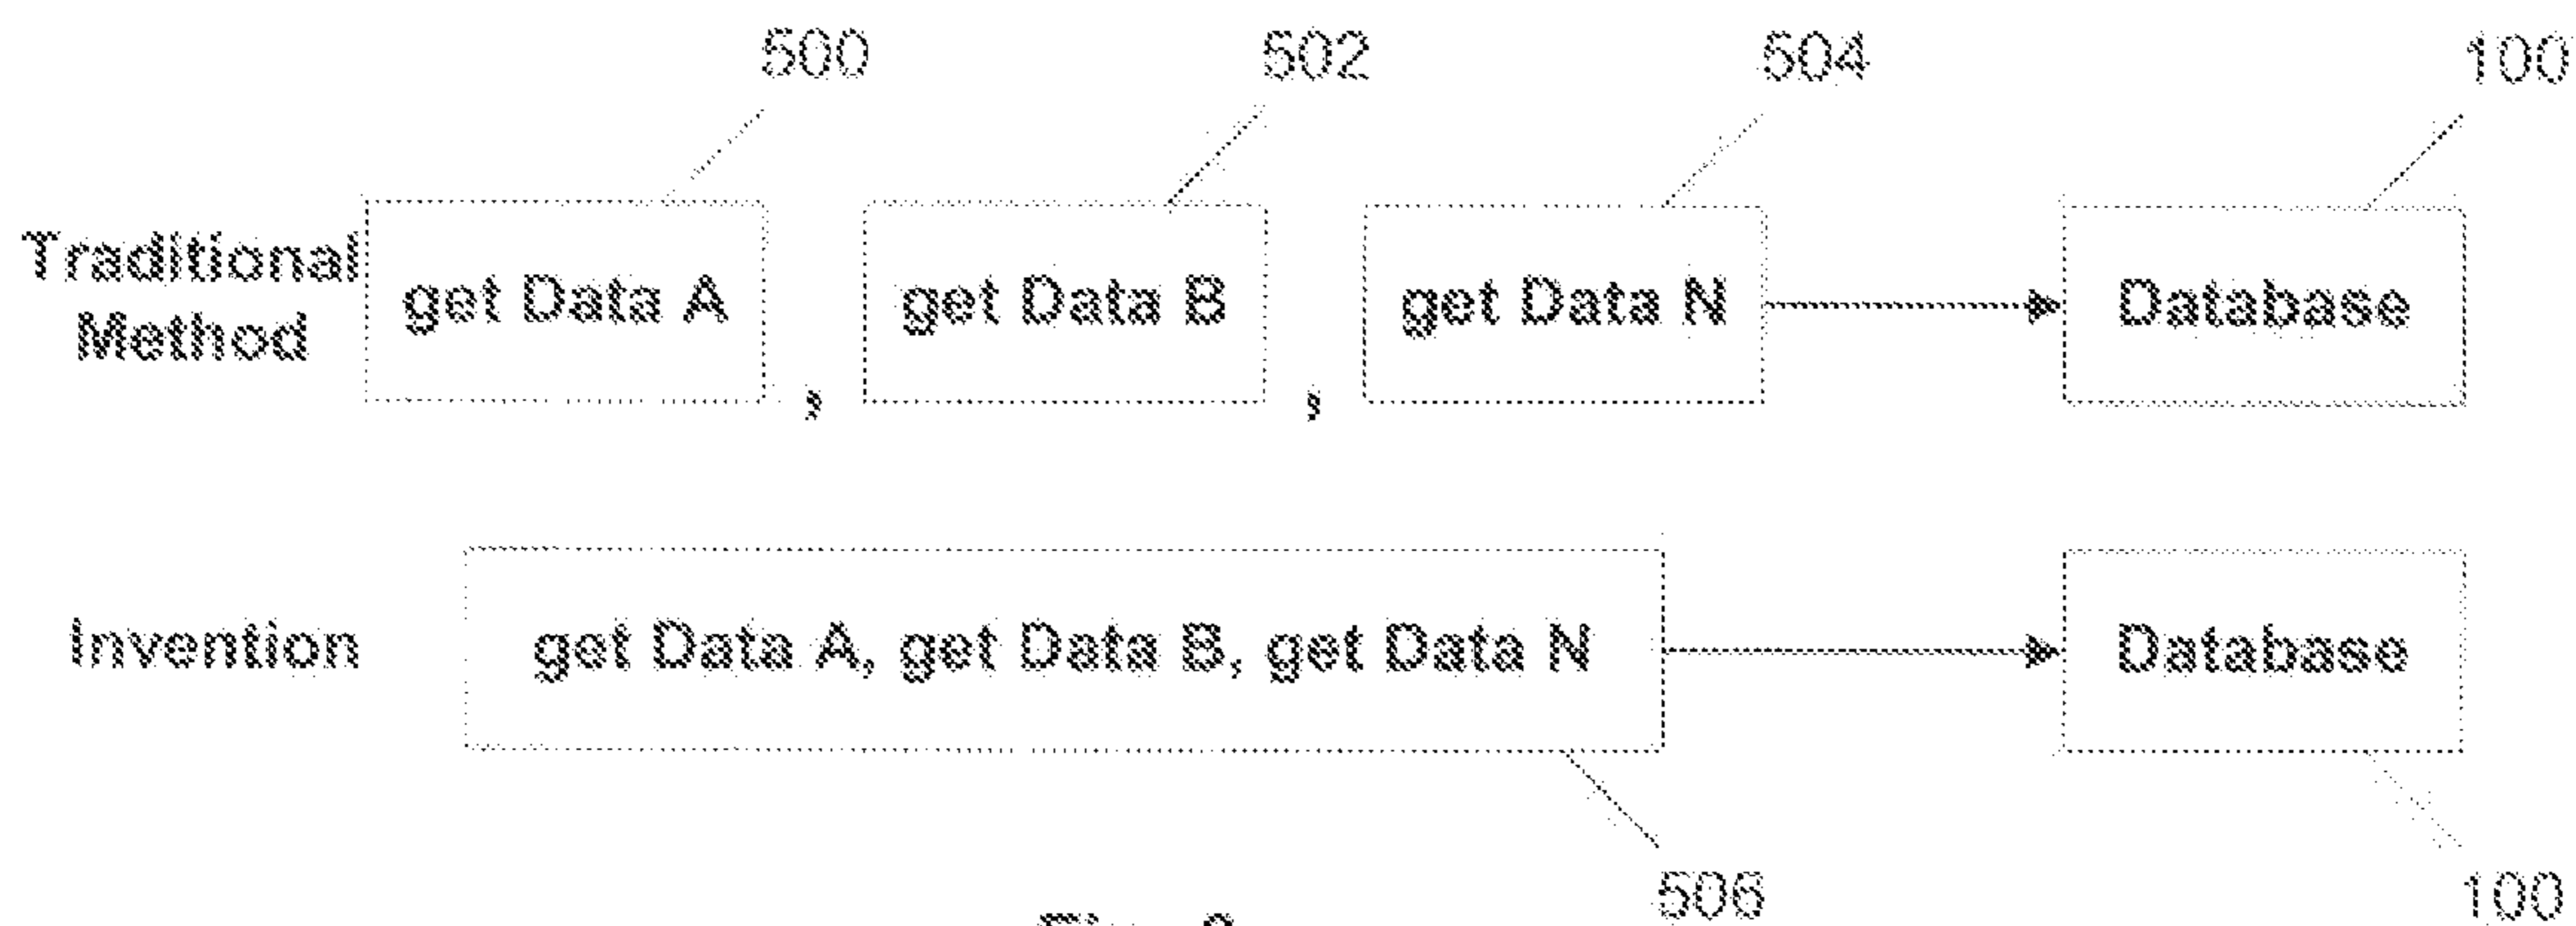 500 502 504 100
Traditional
Method
get Data A , get Data B , get Data N Database
Invention get Data A, get Data B, get Data N Database
506 100